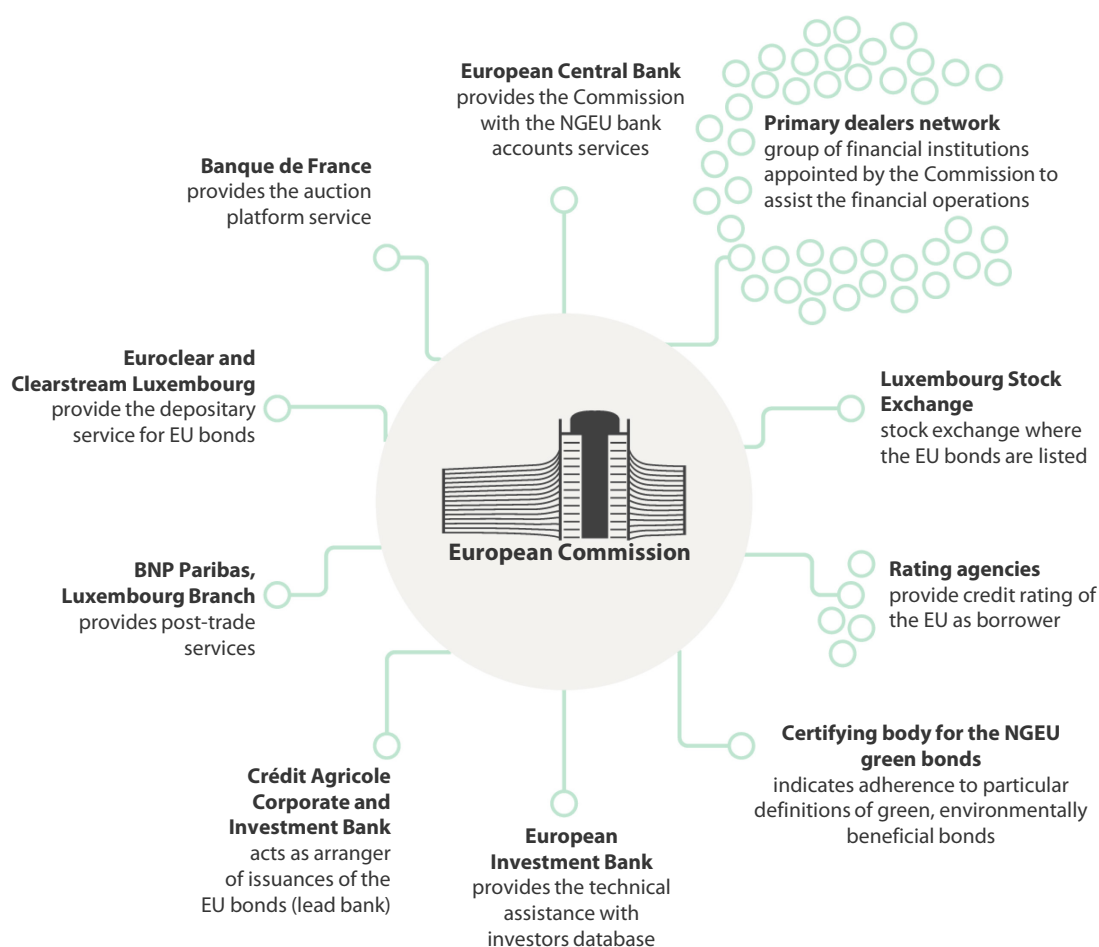 European Central Bank
provides the Commission
with the NGEU bank
accounts services
Primary dealers network
group of financial institutions
appointed by the Commission to
assist the financial operations
Banque de France
provides the auction
platform service
Euroclear and
Clearstream Luxembourg
provide the depositary
service for EU bonds
Luxembourg Stock
Exchange
stock exchange where
the EU bonds are listed
European Commission
BNP Paribas,
Luxembourg Branch
provides post-trade
services
Rating agencies
provide credit rating of
the EU as borrower
Crédit Agricole
Corporate and
Investment Bank
acts as arranger
of issuances of the
EU bonds (lead bank)
European
Investment Bank
provides the technical
assistance with
investors database
Certifying body for the NGEU
green bonds
indicates adherence to particular
definitions of green, environmentally
beneficial bonds